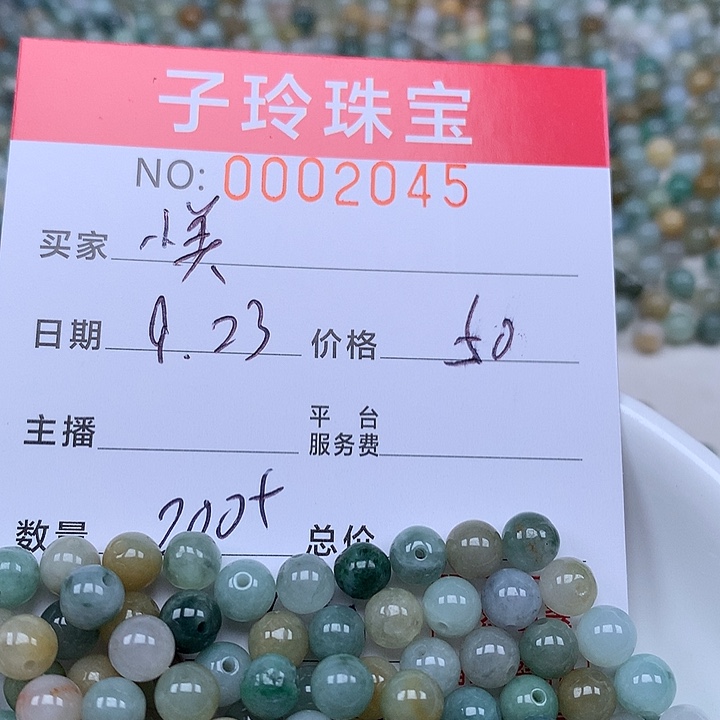 子玲珠宝
NO: 0002045
买家 小美
日期 9.23 价格 50
主播 平台服务费
数量 200+ 总价